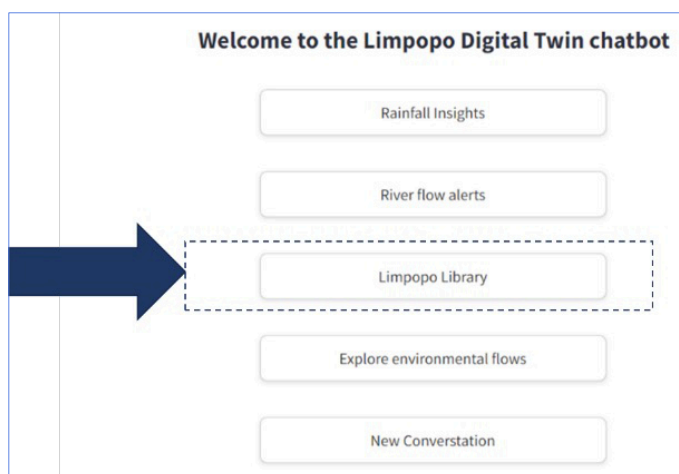 Welcome to the Limpopo Digital Twin chatbot
Rainfall Insights
River flow alerts
Limpopo Library
Explore environmental flows
New Converstation